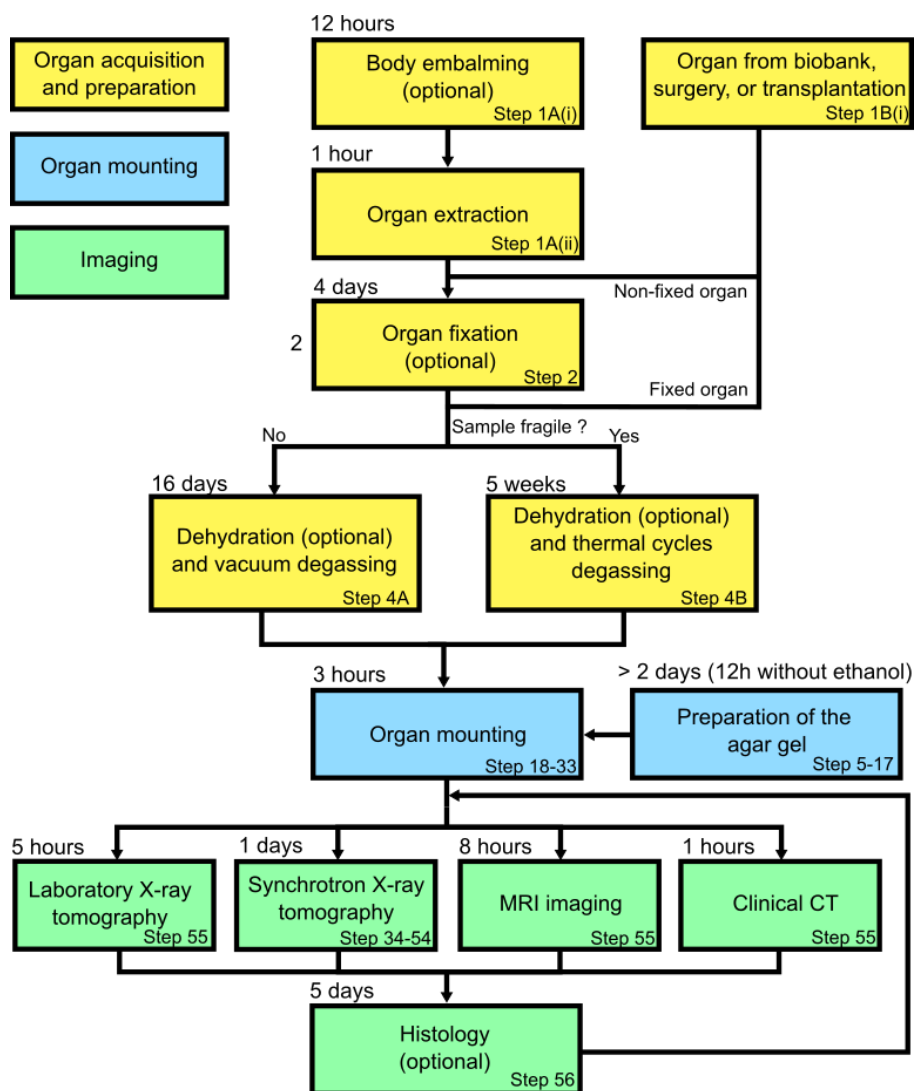 12 hours
Organ acquisition
and preparation
Body embalming
(optional)
Step 1A(i)
Organ from biobank,
surgery, or transplantation
Step 1B(i)
Organ mounting
1 hour
Organ extraction
Step 1A(ii)
Imaging
4 days
Non-fixed organ
2
Organ fixation
(optional)
Step 2
Fixed organ
Sample fragile ?
No
Yes
16 days
Dehydration (optional)
and vacuum degassing
Step 4A
5 weeks
Dehydration (optional)
and thermal cycles
degassing
Step 4B
3 hours
Organ mounting
Step 18-33
> 2 days (12h without ethanol)
Preparation of the
agar gel
Step 5-17
5 hours
Laboratory X-ray
tomography
Step 55
1 days
Synchrotron X-ray
tomography
Step 34-54
8 hours
MRI imaging
Step 55
1 hours
Clinical CT
Step 55
5 days
Histology
(optional)
Step 56